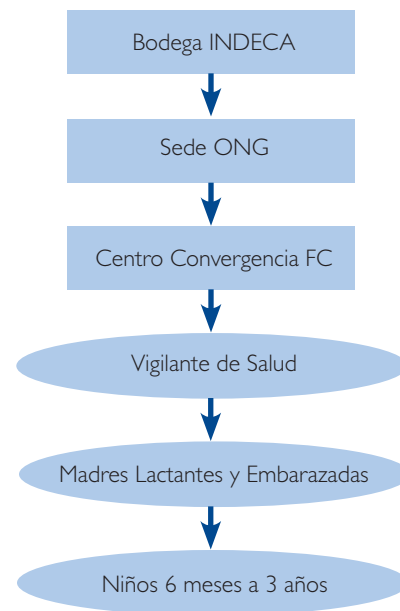 Bodega INDECA
Sede ONG
Centro Convergencia FC
Vigilante de Salud
Madres Lactantes y Embarazadas
Niños 6 meses a 3 años